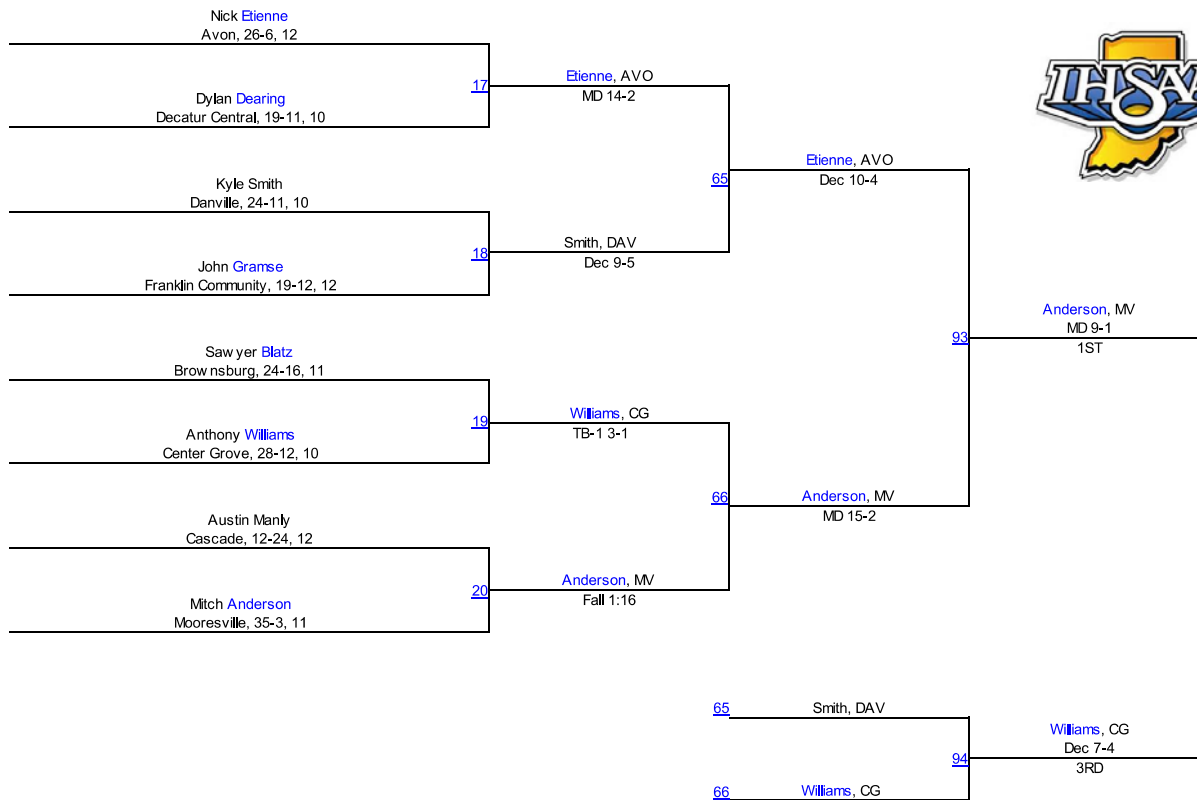 Nick Etienne
Avon, 26-6, 12
17
Dylan Dearing
Decatur Central, 19-11, 10
Etienne, AVO
MD 14-2
Kyle Smith
Danville, 24-11, 10
18
John Gramse
Franklin Community, 19-12, 12
Smith, DAV
Dec 9-5
65
Etienne, AVO
Dec 10-4
Sawyer Blatz
Brownsburg, 24-16, 11
19
Anthony Williams
Center Grove, 28-12, 10
Williams, CG
TB-1 3-1
Austin Manly
Cascade, 12-24, 12
20
Mitch Anderson
Mooresville, 35-3, 11
Anderson, MV
Fall 1:16
66
Anderson, MV
MD 15-2
93
Anderson, MV
MD 9-1
1ST
IHSAA
65
Smith, DAV
66
Williams, CG
94
Williams, CG
Dec 7-4
3RD